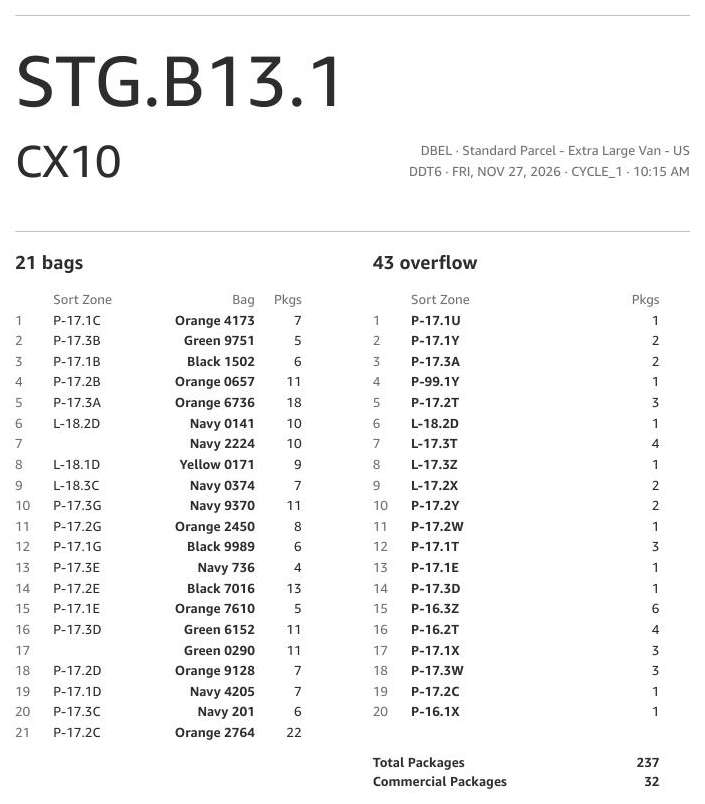 STG.B13.1
CX10
DBEL · Standard Parcel - Extra Large Van - US
DDT6 · FRI, NOV 27, 2026 · CYCLE_1 · 10:15 AM
21 bags
Sort Zone Bag Pkgs
1 P-17.1C Orange 4173 7
2 P-17.3B Green 9751 5
3 P-17.1B Black 1502 6
4 P-17.2B Orange 0657 11
5 P-17.3A Orange 6736 18
6 L-18.2D Navy 0141 10
7 Navy 2224 10
8 L-18.1D Yellow 0171 9
9 L-18.3C Navy 0374 7
10 P-17.3G Navy 9370 11
11 P-17.2G Orange 2450 8
12 P-17.1G Black 9989 6
13 P-17.3E Navy 736 4
14 P-17.2E Black 7016 13
15 P-17.1E Orange 7610 5
16 P-17.3D Green 6152 11
17 Green 0290 11
18 P-17.2D Orange 9128 7
19 P-17.1D Navy 4205 7
20 P-17.3C Navy 201 6
21 P-17.2C Orange 2764 22
43 overflow
Sort Zone Pkgs
1 P-17.1U 1
2 P-17.1Y 2
3 P-17.3A 2
4 P-99.1Y 1
5 P-17.2T 3
6 L-18.2D 1
7 L-17.3T 4
8 L-17.3Z 1
9 L-17.2X 2
10 P-17.2Y 2
11 P-17.2W 1
12 P-17.1T 3
13 P-17.1E 1
14 P-17.3D 1
15 P-16.3Z 6
16 P-16.2T 4
17 P-17.1X 3
18 P-17.3W 3
19 P-17.2C 1
20 P-16.1X 1
Total Packages 237
Commercial Packages 32